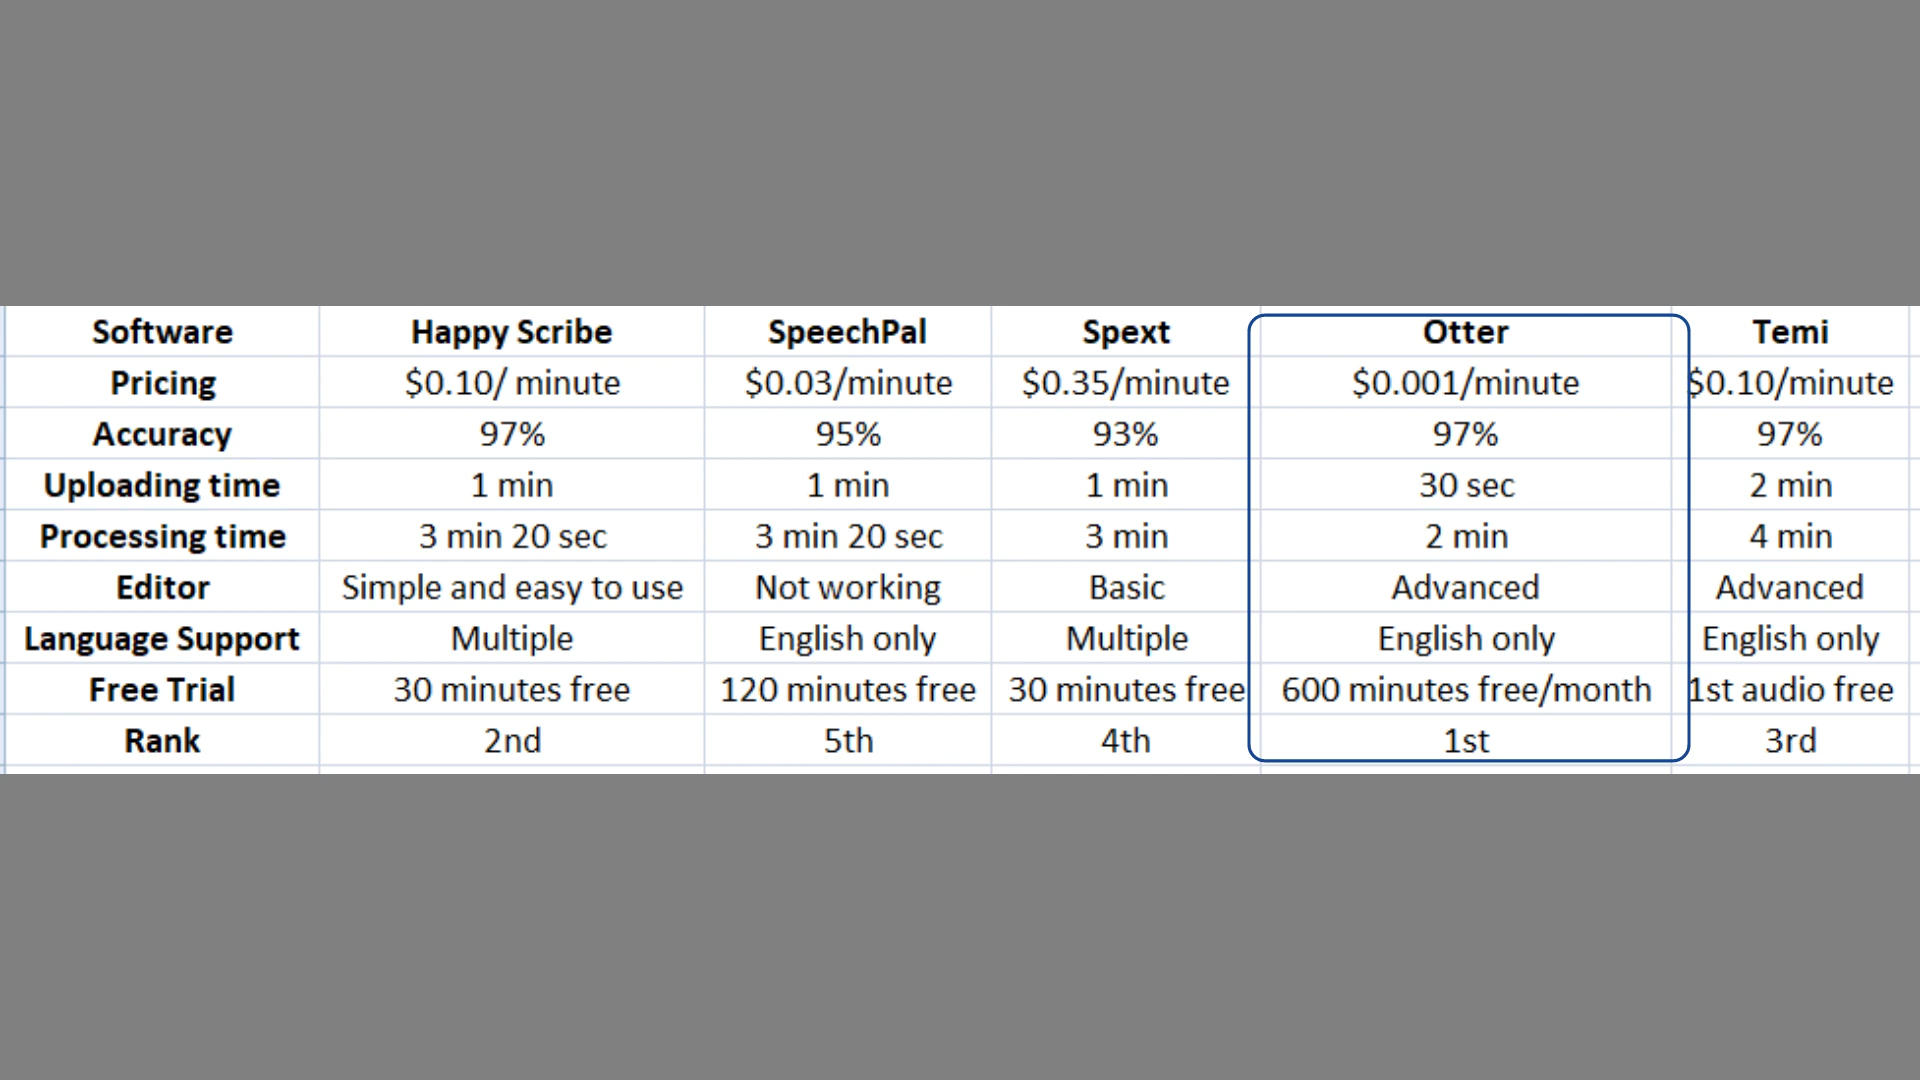 Software Happy Scribe SpeechPal Spext Otter Temi
Pricing $0.10/ minute $0.03/minute $0.35/minute $0.001/minute $0.10/minute
Accuracy 97% 95% 93% 97% 97%
Uploading time 1 min 1 min 1 min 30 sec 2 min
Processing time 3 min 20 sec 3 min 20 sec 3 min 2 min 4 min
Editor Simple and easy to use Not working Basic Advanced Advanced
Language Support Multiple English only Multiple English only English only
Free Trial 30 minutes free 120 minutes free 30 minutes free 600 minutes free/month 1st audio free
Rank 2nd 5th 4th 1st 3rd